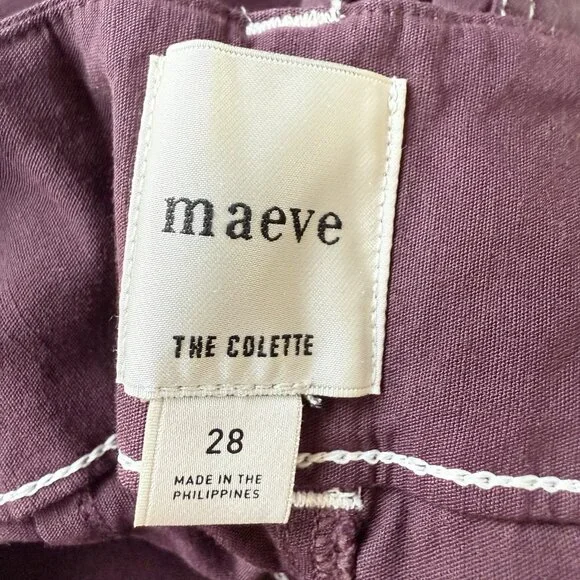 maeve
THE COLETTE
28
MADE IN THE
PHILIPPINES